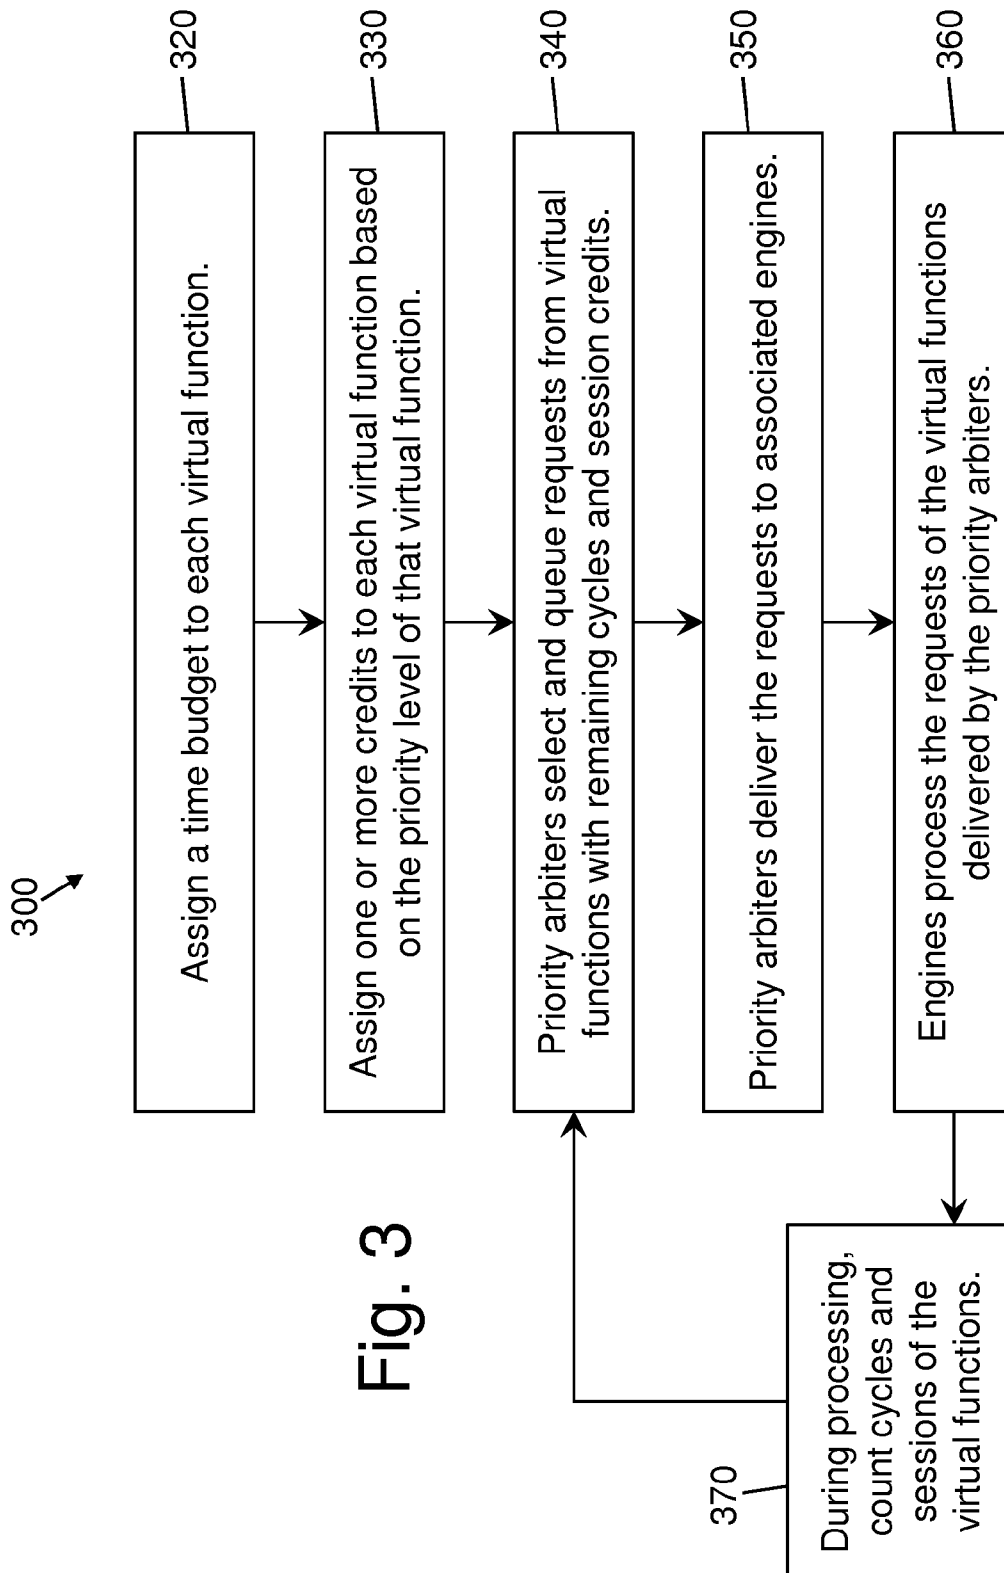 300
Assign a time budget to each virtual function.
320
Assign one or more credits to each virtual function based
on the priority level of that virtual function.
330
Priority arbiters select and queue requests from virtual
functions with remaining cycles and session credits.
340
Priority arbiters deliver the requests to associated engines.
350
Engines process the requests of the virtual functions
delivered by the priority arbiters.
360
370
During processing,
count cycles and
sessions of the
virtual functions.
Fig. 3